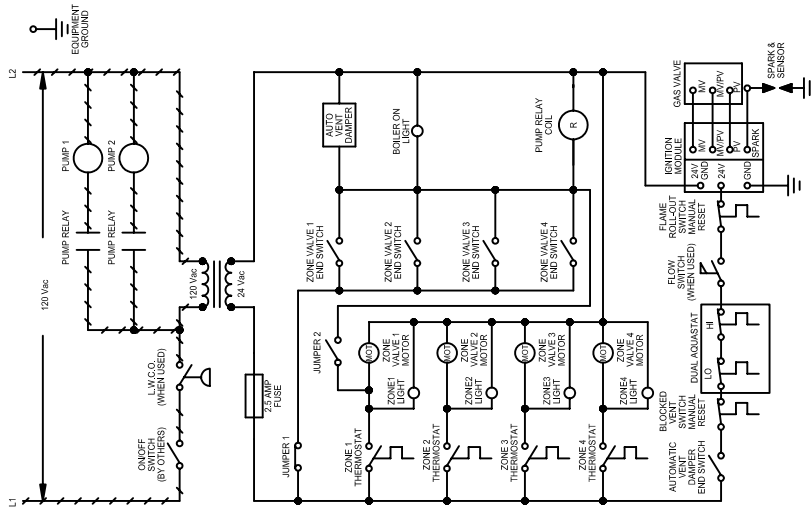 L1
L2
120 Vac
EQUIPMENT
GROUND
PUMP RELAY
PUMP 1
PUMP RELAY
PUMP 2
ON/OFF
SWITCH
(BY OTHERS)
L.W.C.O.
(WHEN USED)
120 Vac
24 Vac
2.5 AMP
FUSE
AUTO
VENT
DAMPER
BOILER ON
LIGHT
PUMP RELAY
COIL
R
JUMPER 1
JUMPER 2
ZONE VALVE 1
END SWITCH
ZONE VALVE 2
END SWITCH
ZONE VALVE 3
END SWITCH
ZONE VALVE 4
END SWITCH
ZONE 1
THERMOSTAT
ZONE1
LIGHT
MOT
ZONE
VALVE 1
MOTOR
ZONE 2
THERMOSTAT
ZONE2
LIGHT
MOT
ZONE
VALVE 2
MOTOR
ZONE 3
THERMOSTAT
ZONE3
LIGHT
MOT
ZONE
VALVE 3
MOTOR
ZONE 4
THERMOSTAT
ZONE4
LIGHT
MOT
ZONE
VALVE 4
MOTOR
AUTOMATIC
VENT
DAMPER
END SWITCH
BLOCKED
VENT
SWITCH
MANUAL
RESET
DUAL AQUASTAT
LO
HI
FLOW
SWITCH
(WHEN USED)
FLAME
ROLL-OUT
SWITCH
MANUAL
RESET
IGNITION
MODULE
24V
GND
24V
GND
MV
MV/PV
PV
SPARK
GAS VALVE
MV
MV/PV
PV
SPARK &
SENSOR